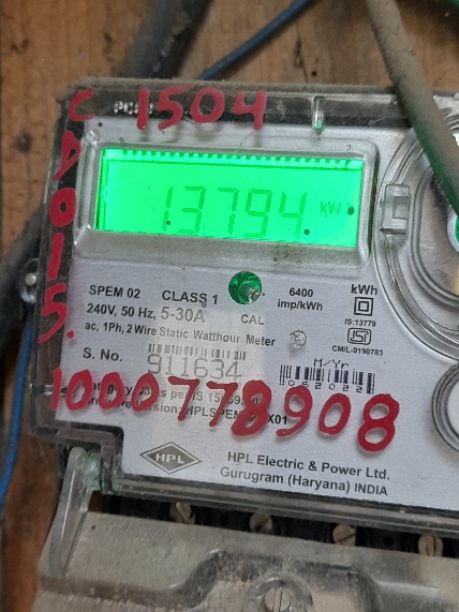 C 1504
D015.
13794 kW
SPEM 02 CLASS 1 6400 kWh
240V, 50 Hz, 5-30A imp/kWh
CAL
IS:13779
ac, 1Ph, 2 Wire Static Watthour Meter
CM/L-0190783
S. No. 911634 M/Yr
052022
1000778908
HPL
HPL Electric & Power Ltd.
Gurugram (Haryana) INDIA